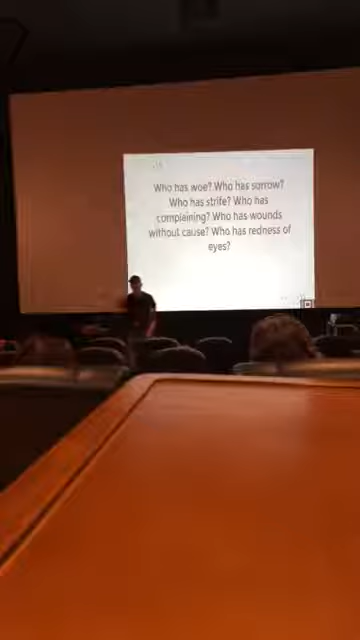 Who has woe? Who has sorrow?
Who has strife? Who has
complaining? Who has wounds
without cause? Who has redness of
eyes?